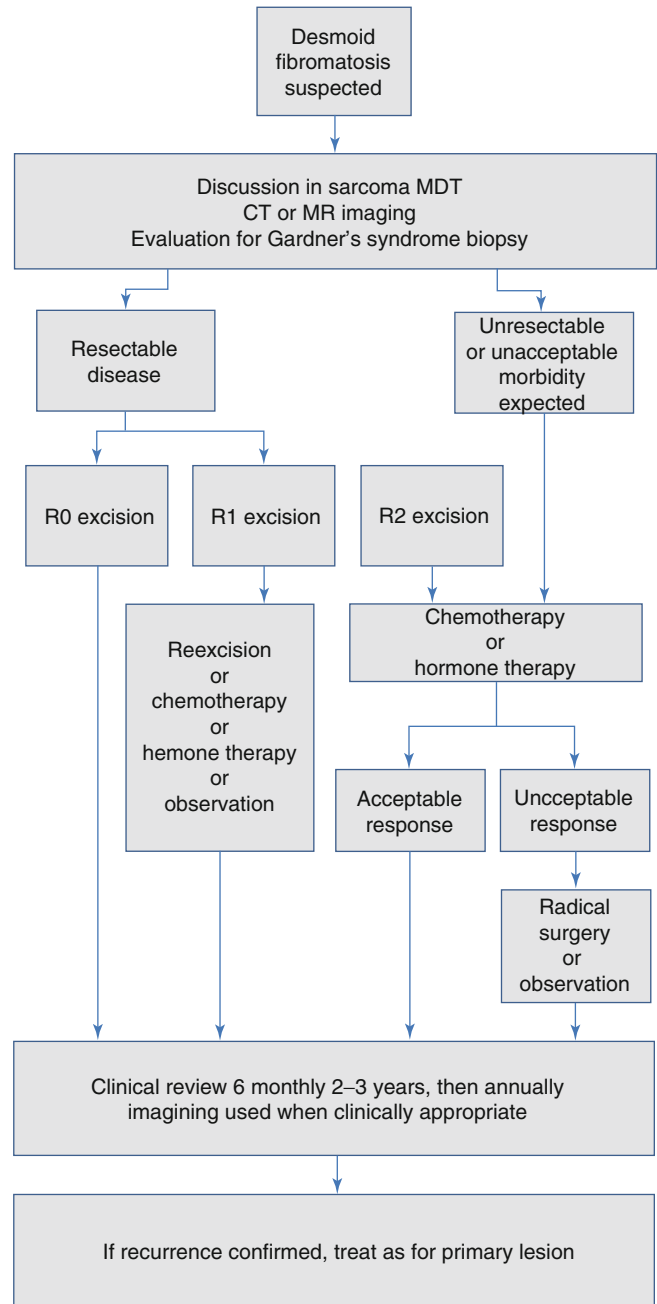 Desmoid
fibromatosis
suspected
Discussion in sarcoma MDT
CT or MR imaging
Evaluation for Gardner's syndrome biopsy
Resectable
disease
Unresectable
or unacceptable
morbidity
expected
R0 excision
R1 excision
R2 excision
Reexcision
or
chemotherapy
or
hemone therapy
or
observation
Chemotherapy
or
hormone therapy
Acceptable
response
Uncceptable
response
Radical
surgery
or
observation
Clinical review 6 monthly 2–3 years, then annually
imagining used when clinically appropriate
If recurrence confirmed, treat as for primary lesion